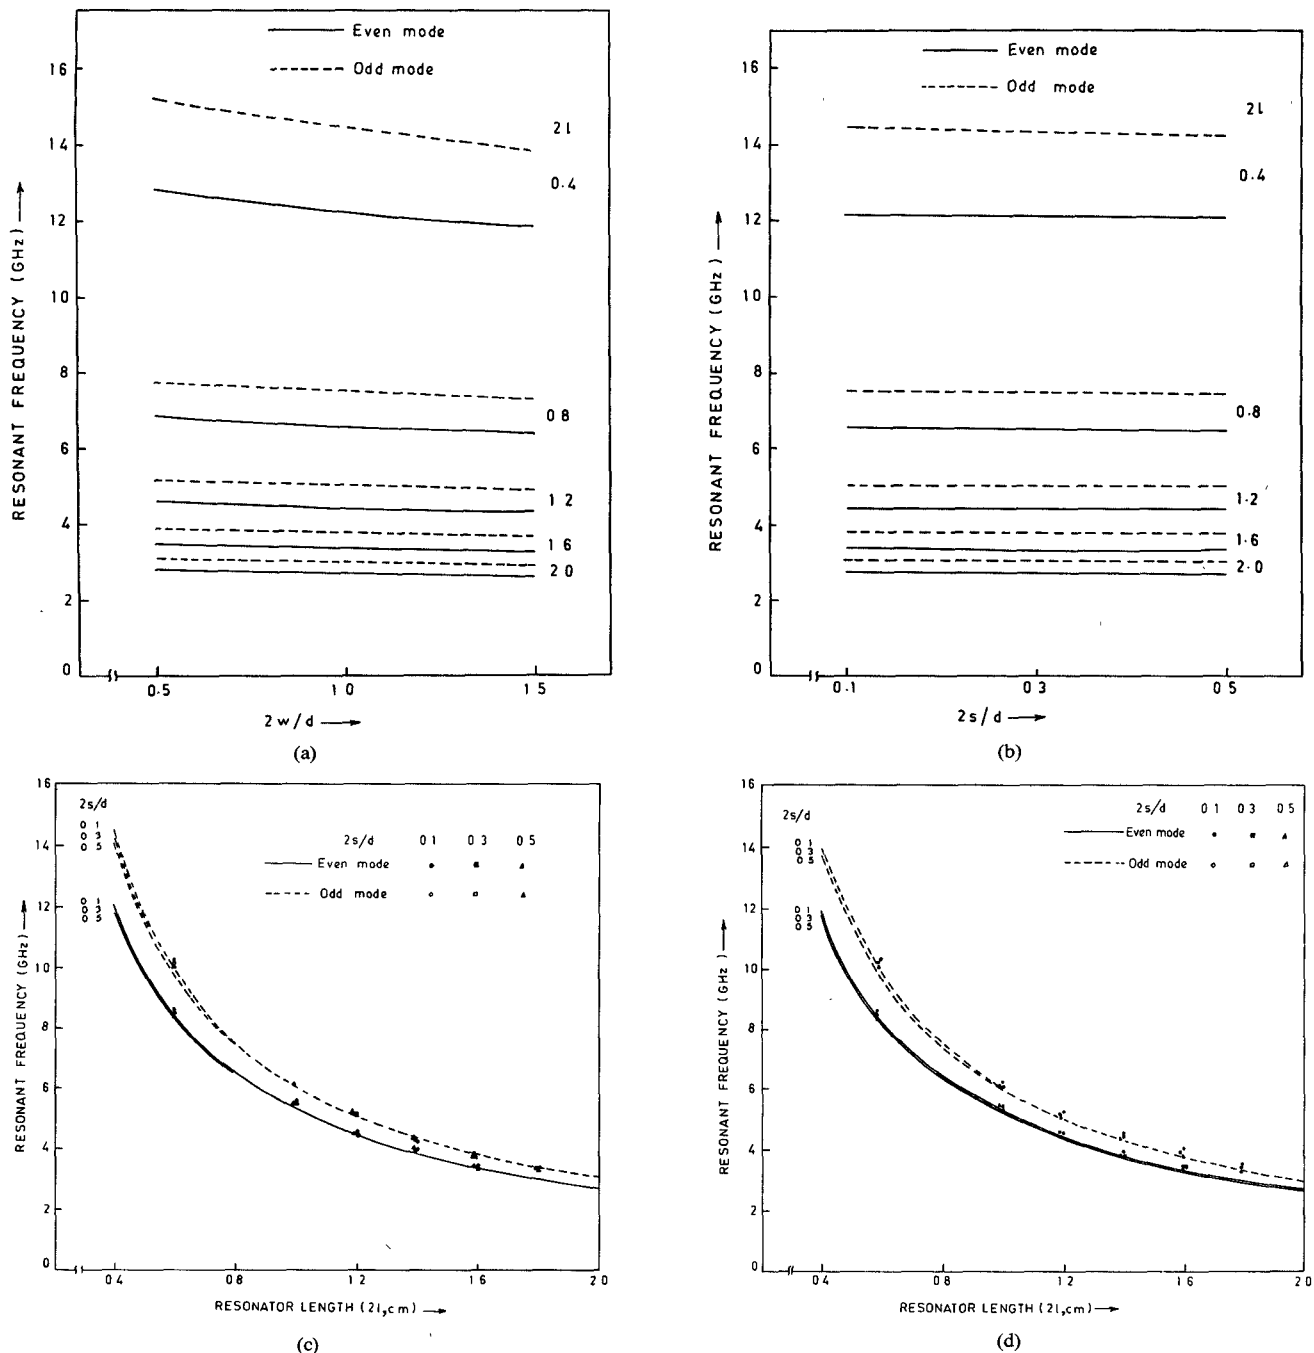 Even mode
Odd mode
16
14
12
10
8
6
4
2
0
2l
0.4
0 8
1 2
1 6
2 0
0.5
1.0
1 5
RESONANT FREQUENCY (GHz)
2 w / d
(a)
Even mode
Odd mode
16
14
12
10
8
6
4
2
0
2l
0.4
0.8
1.2
1.6
2.0
0.1
0 3
0 5
RESONANT FREQUENCY (GHz)
2 s / d
(b)
16
14
12
10
8
6
4
2
0
2s/d
0 1
0 3
0 5
0 1
0 3
0 5
2s/d 0 1 0 3 0 5
Even mode
Odd mode
0 4
0 8
1 2
1 6
2 0
RESONANT FREQUENCY (GHz)
RESONATOR LENGTH (2l,cm)
(c)
16
14
12
10
8
6
4
2
0
2s/d
0 1
0 3
0 5
0 1
0 3
0 5
2s/d 0 1 0 3 0 5
Even mode
Odd mode
0 4
0 8
1 2
1 6
2 0
RESONANT FREQUENCY (GHz)
RESONATOR LENGTH (2l,cm)
(d)